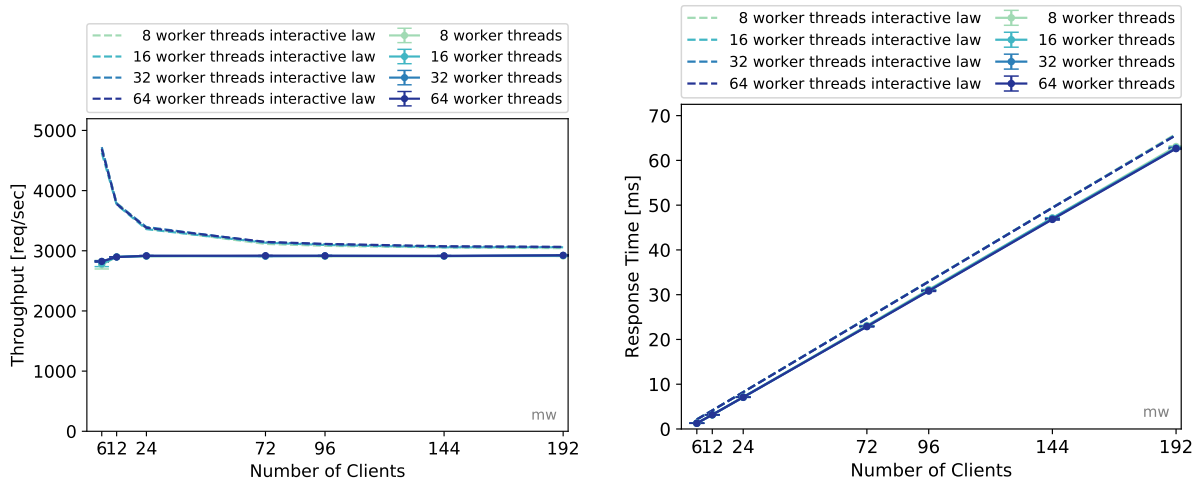 8 worker threads interactive law 8 worker threads
16 worker threads interactive law 16 worker threads
32 worker threads interactive law 32 worker threads
64 worker threads interactive law 64 worker threads
Throughput [req/sec]
5000
4000
3000
2000
1000
0
mw
6 12 24 72 96 144 192
Number of Clients
8 worker threads interactive law 8 worker threads
16 worker threads interactive law 16 worker threads
32 worker threads interactive law 32 worker threads
64 worker threads interactive law 64 worker threads
Response Time [ms]
70
60
50
40
30
20
10
0
mw
6 12 24 72 96 144 192
Number of Clients